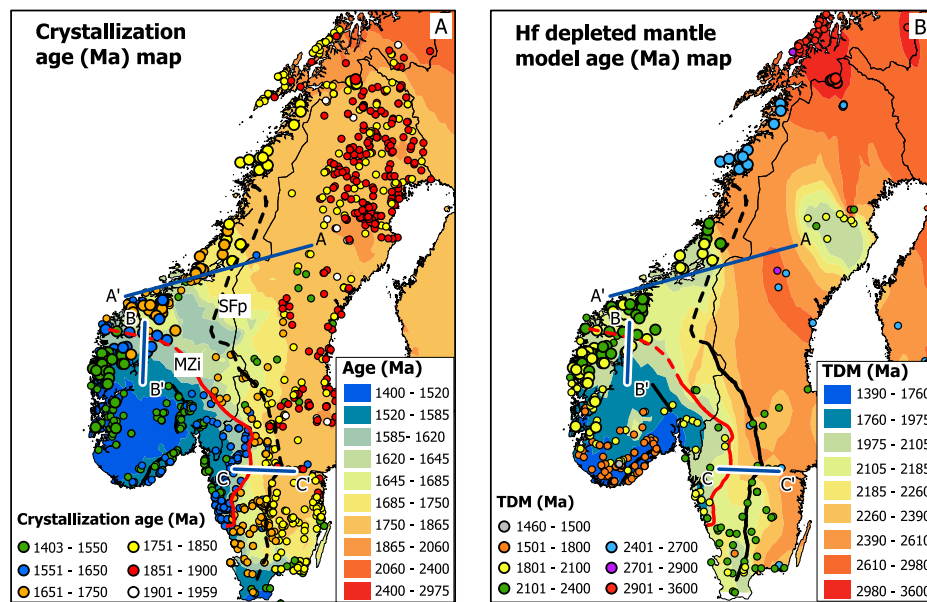 Crystallization
age (Ma) map
A
A
A'
SFp
B
MZi
B'
C
C'
Age (Ma)
1400 - 1520
1520 - 1585
1585- 1620
1620 - 1645
1645 - 1685
1685 - 1750
1750 - 1865
1865 - 2060
2060 - 2400
2400 - 2975
Crystallization age (Ma)
1403 - 1550
1551 - 1650
1651 - 1750
1751 - 1850
1851 - 1900
1901 - 1959
Hf depleted mantle
model age (Ma) map
B
A
A'
B
B'
C
C'
TDM (Ma)
1390 - 1760
1760 - 1975
1975 - 2105
2105 - 2185
2185 - 2260
2260 - 2390
2390 - 2610
2610 - 2980
2980 - 3600
TDM (Ma)
1460 - 1500
1501 - 1800
1801 - 2100
2101 - 2400
2401 - 2700
2701 - 2900
2901 - 3600